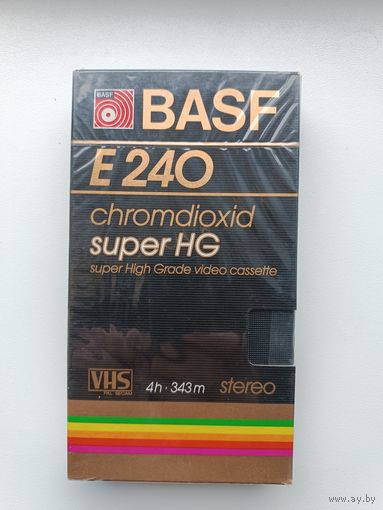 BASF
BASF
E 240
chromdioxid
super HG
super High Grade video cassette
VHS
PAL SECAM
4h · 343m
stereo
www.ay.by